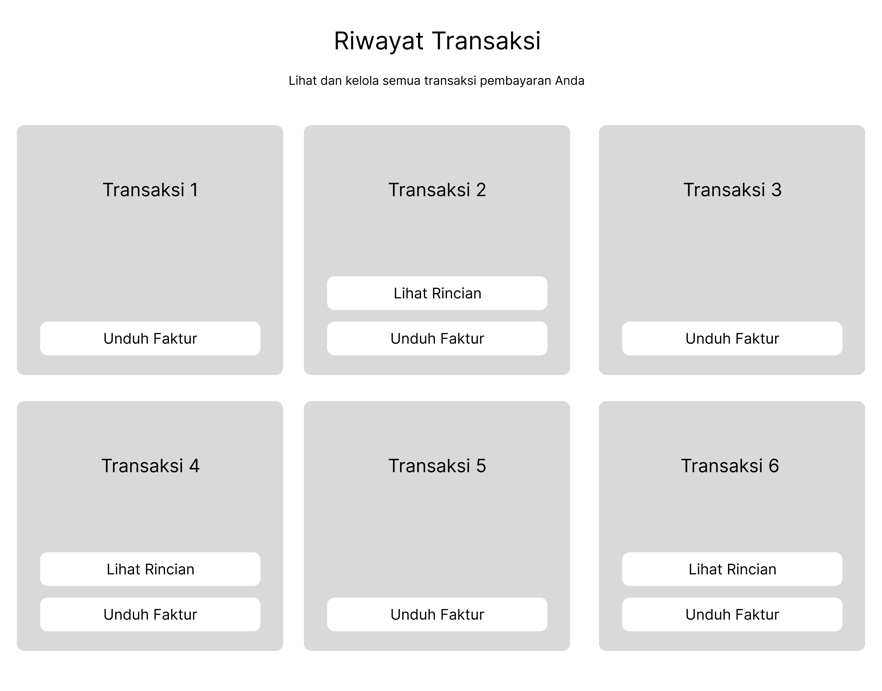 Riwayat Transaksi
Lihat dan kelola semua transaksi pembayaran Anda
Transaksi 1
Unduh Faktur
Transaksi 2
Lihat Rincian
Unduh Faktur
Transaksi 3
Unduh Faktur
Transaksi 4
Lihat Rincian
Unduh Faktur
Transaksi 5
Unduh Faktur
Transaksi 6
Lihat Rincian
Unduh Faktur